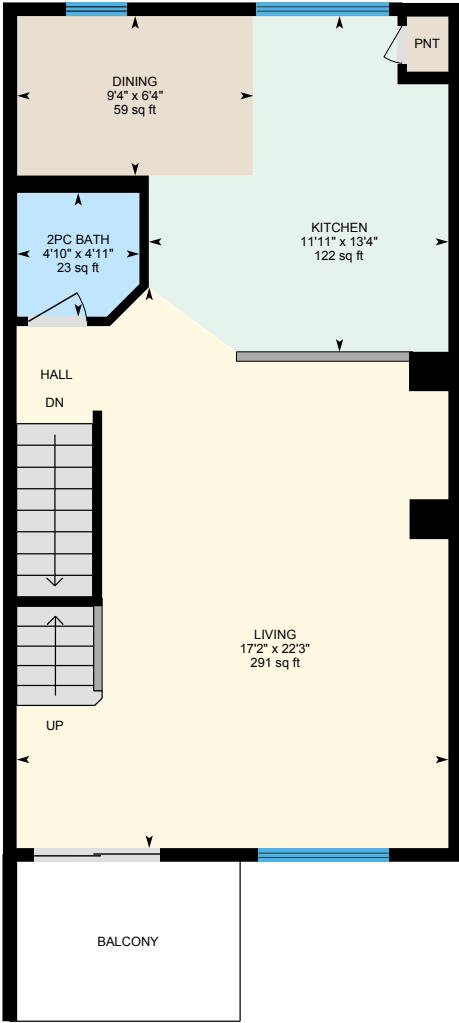 PNT
DINING
9'4" x 6'4"
59 sq ft
KITCHEN
11'11" x 13'4"
122 sq ft
2PC BATH
4'10" x 4'11"
23 sq ft
HALL
DN
LIVING
17'2" x 22'3"
291 sq ft
UP
BALCONY